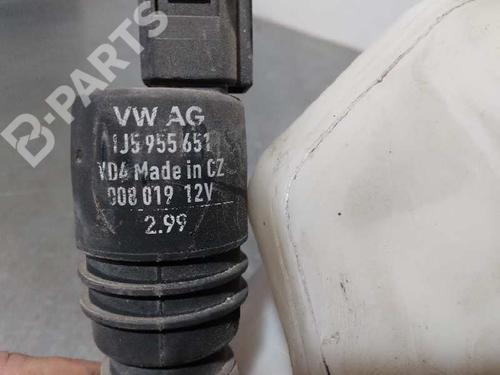 B-PARTS
VW AG
1J5 955 651
VD4 Made in CZ
008 019 12V
2.99